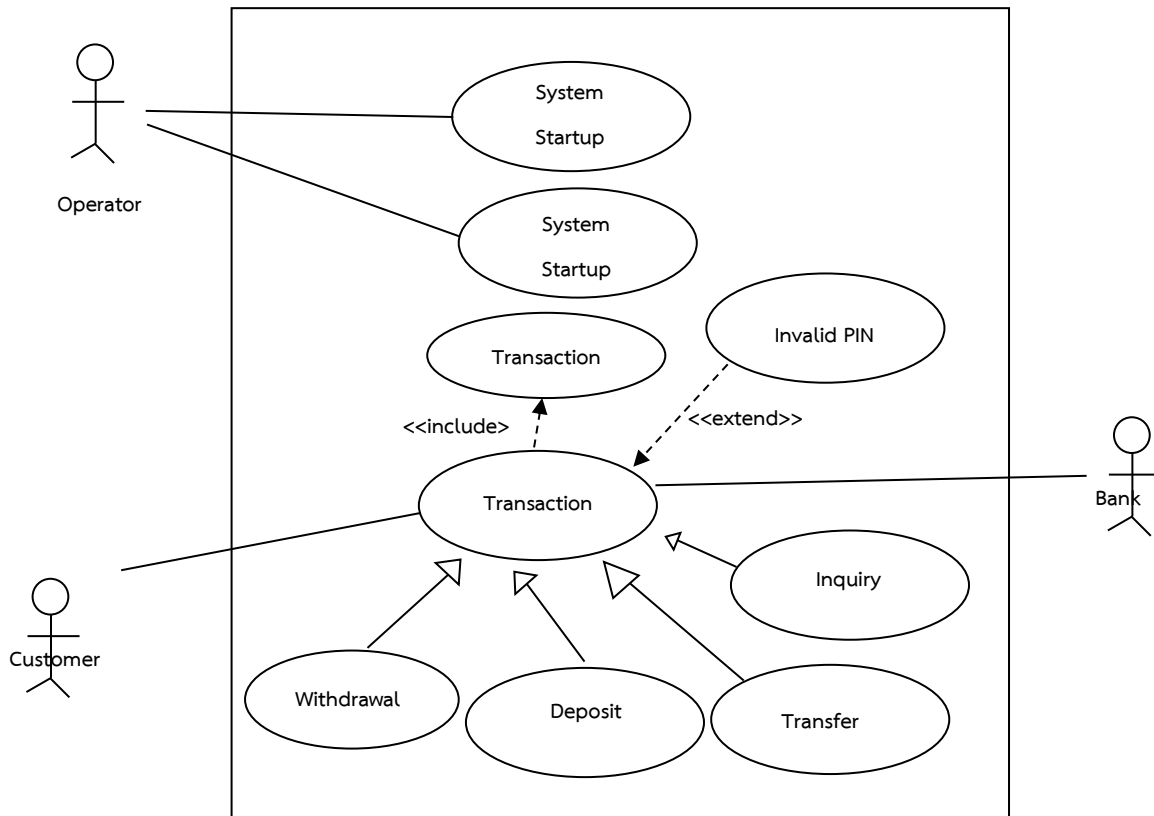 System
Startup
Operator
System
Startup
Invalid PIN
Transaction
<<include>
<<extend>>
Transaction
Bank
Inquiry
Customer
Withdrawal
Deposit
Transfer